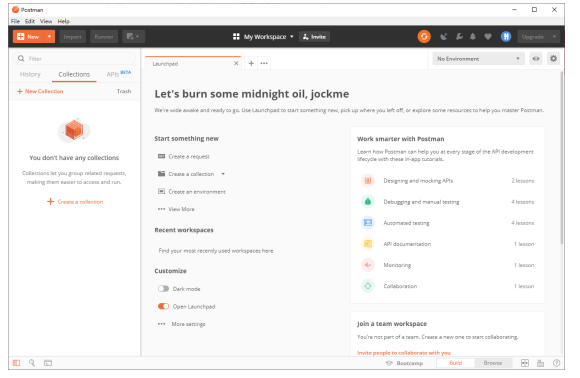 Postman
File Edit View Help
New Import Runner My Workspace Invite Upgrade
Filter
History Collections APIs BETA
+ New Collection Trash
You don't have any collections
Collections let you group related requests,
making them easier to access and run.
+ Create a collection
Launchpad
No Environment
Let's burn some midnight oil, jockme
We're wide awake and ready to go. Use Launchpad to start something new, pick up where you left off, or explore some resources to help you master Postman.
Start something new
Create a request
Create a collection
Create an environment
View More
Recent workspaces
Find your most recently used workspaces here
Customize
Dark mode
Open Launchpad
More settings
Work smarter with Postman
Learn how Postman can help you at every stage of the API development
lifecycle with these in-app tutorials.
Designing and mocking APIs 2 lessons
Debugging and manual testing 4 lessons
Automated testing 4 lessons
API documentation 1 lesson
Monitoring 1 lesson
Collaboration 1 lesson
Join a team workspace
You're not part of a team. Create a new one to start collaborating.
Invite people to collaborate with you
Bootcamp Build Browse